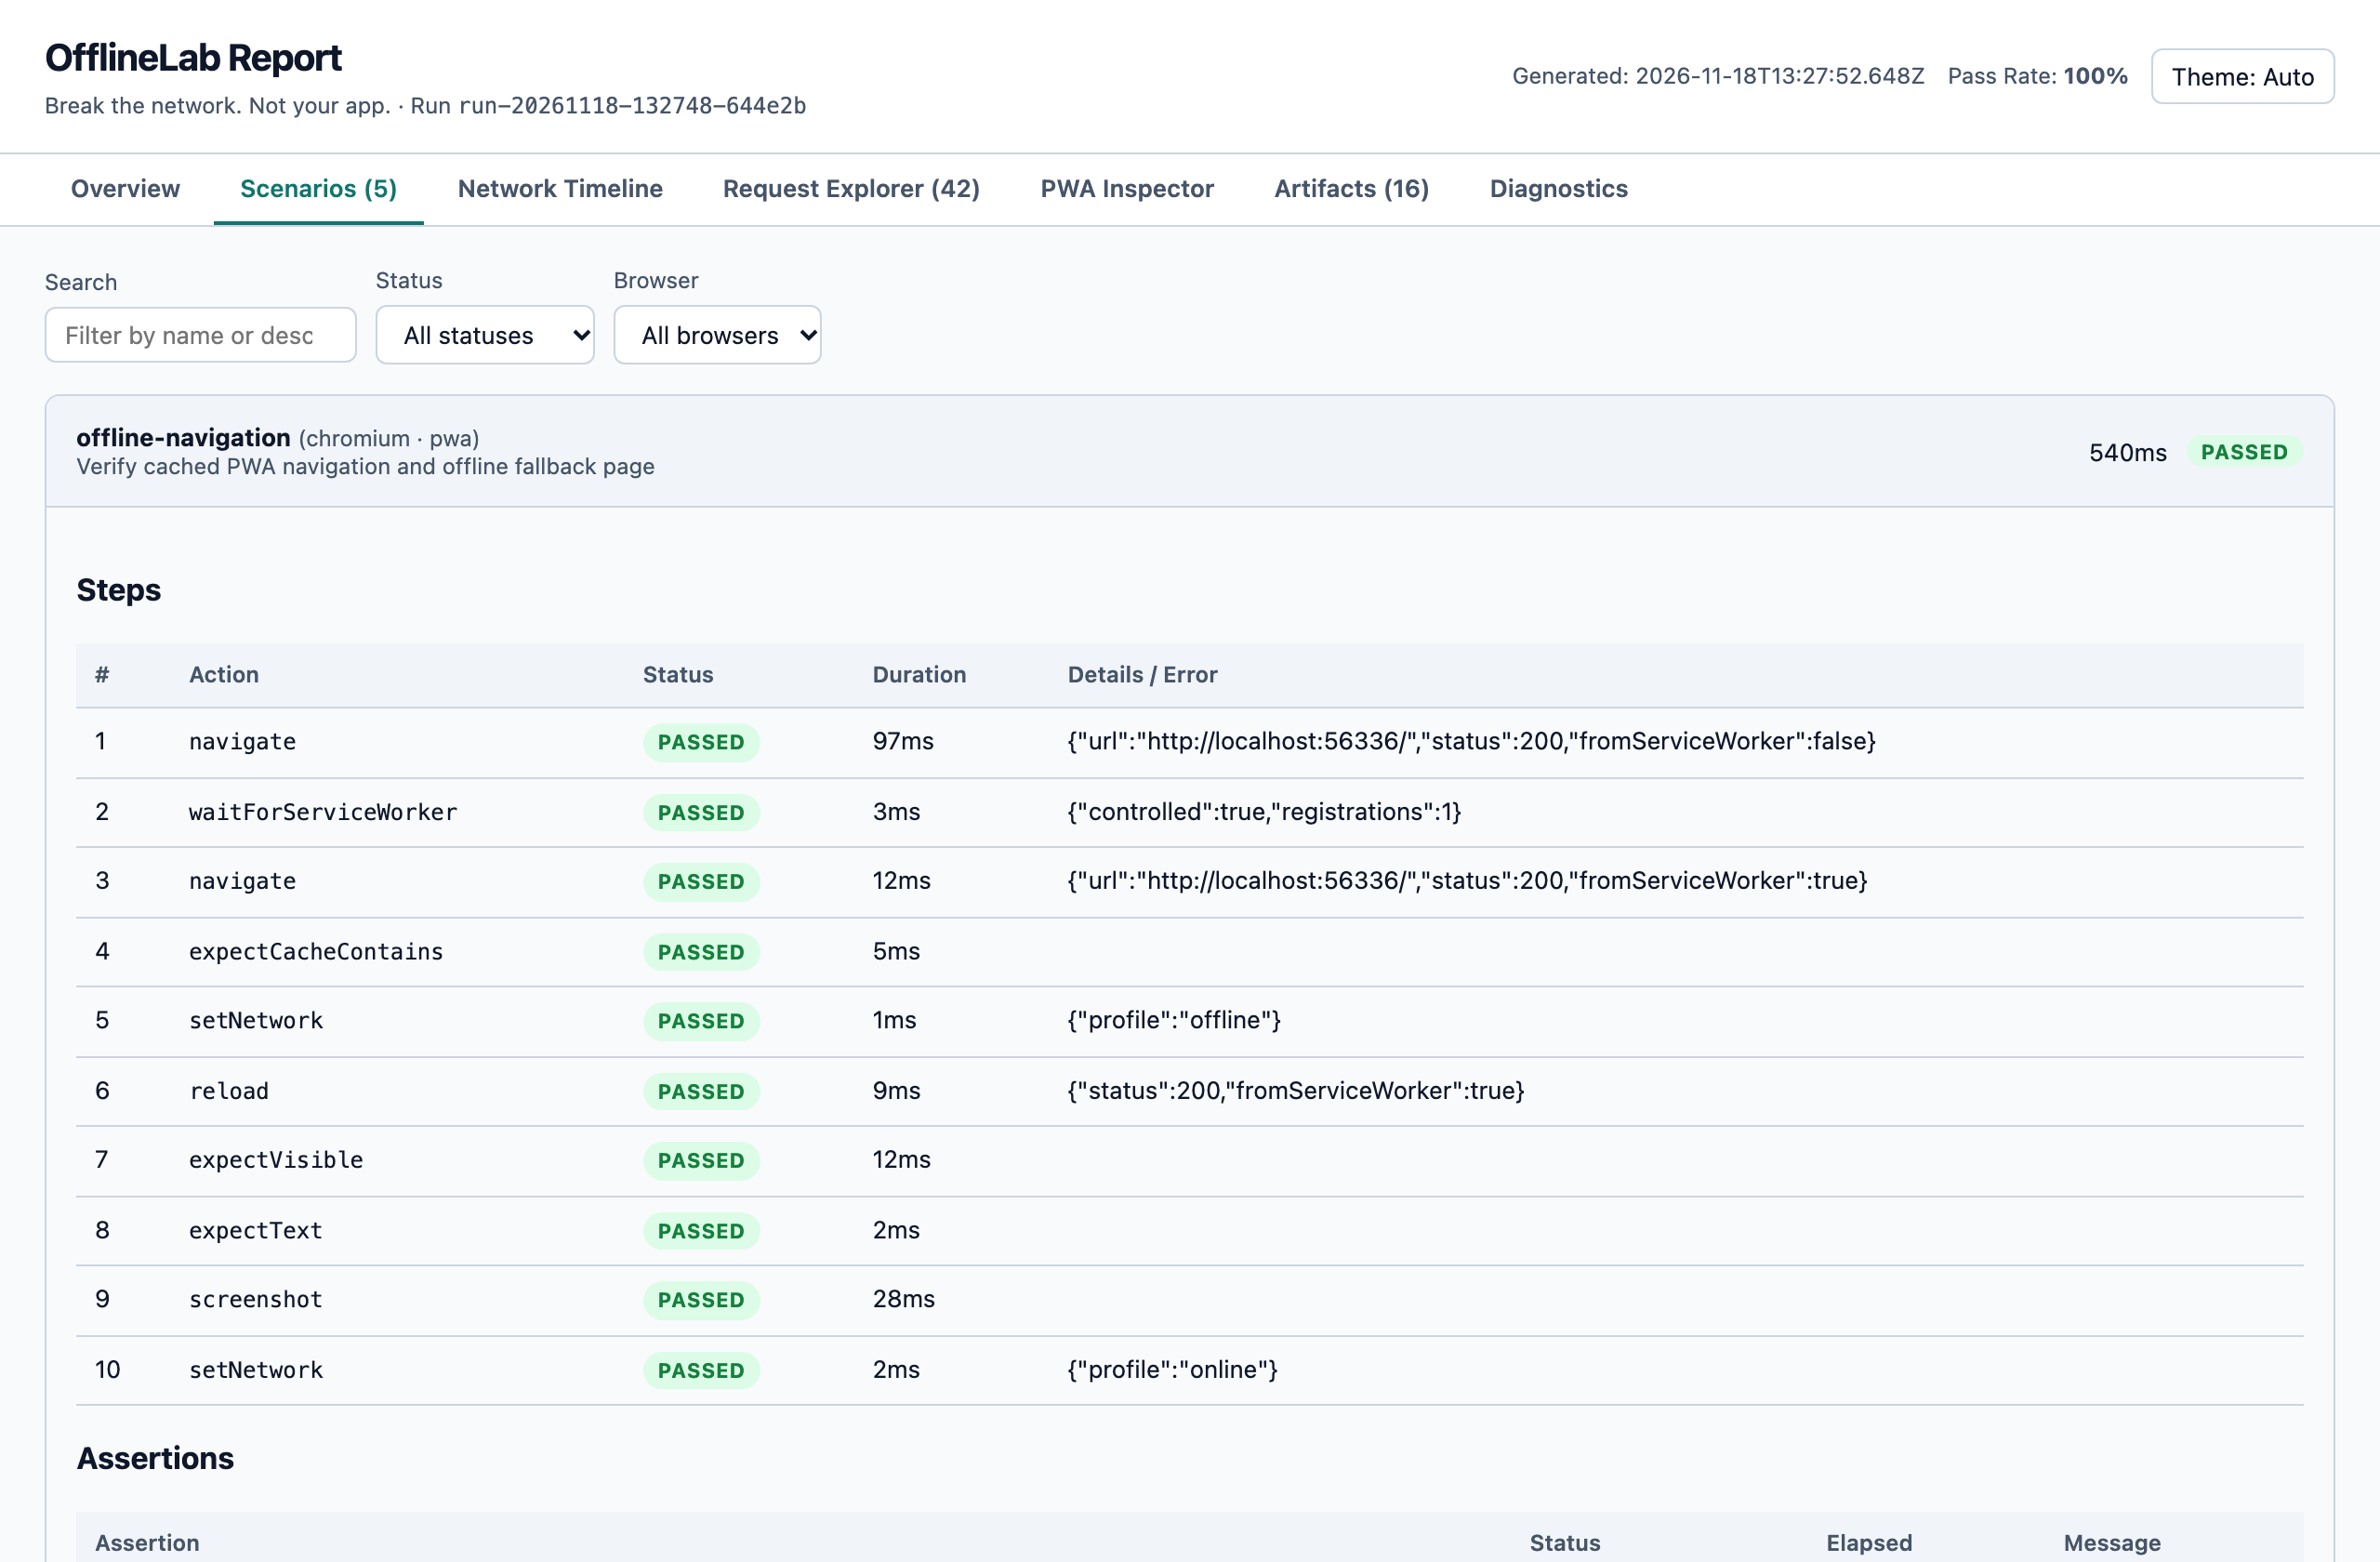 OfflineLab Report
Break the network. Not your app. · Run run-20261118-132748-644e2b
Generated: 2026-11-18T13:27:52.648Z Pass Rate: 100% Theme: Auto
Overview Scenarios (5) Network Timeline Request Explorer (42) PWA Inspector Artifacts (16) Diagnostics
Search Status Browser
Filter by name or desc All statuses All browsers
offline-navigation (chromium · pwa)
Verify cached PWA navigation and offline fallback page
540ms PASSED
Steps
# Action Status Duration Details / Error
1 navigate PASSED 97ms {"url":"http://localhost:56336/","status":200,"fromServiceWorker":false}
2 waitForServiceWorker PASSED 3ms {"controlled":true,"registrations":1}
3 navigate PASSED 12ms {"url":"http://localhost:56336/","status":200,"fromServiceWorker":true}
4 expectCacheContains PASSED 5ms
5 setNetwork PASSED 1ms {"profile":"offline"}
6 reload PASSED 9ms {"status":200,"fromServiceWorker":true}
7 expectVisible PASSED 12ms
8 expectText PASSED 2ms
9 screenshot PASSED 28ms
10 setNetwork PASSED 2ms {"profile":"online"}
Assertions
Assertion Status Elapsed Message